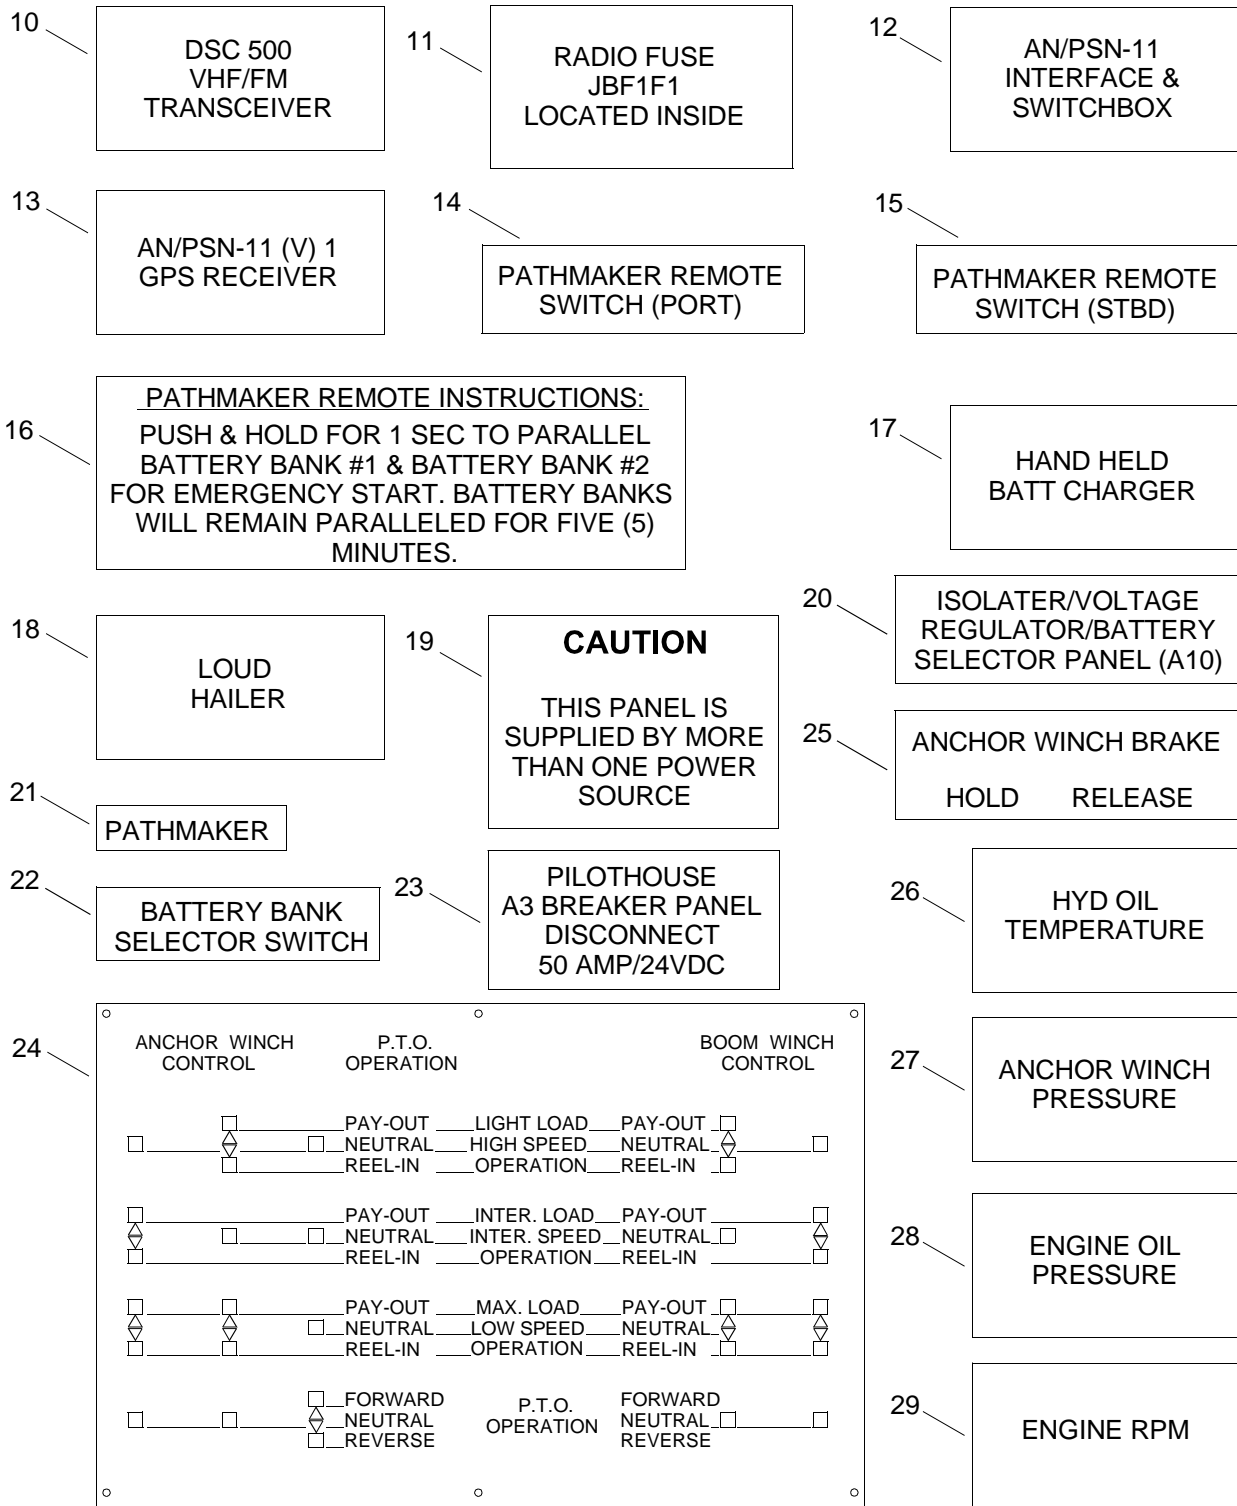 10
DSC 500
VHF/FM
TRANSCEIVER
11
RADIO FUSE
JBF1F1
LOCATED INSIDE
12
AN/PSN-11
INTERFACE &
SWITCHBOX
13
AN/PSN-11 (V) 1
GPS RECEIVER
14
PATHMAKER REMOTE
SWITCH (PORT)
15
PATHMAKER REMOTE
SWITCH (STBD)
16
PATHMAKER REMOTE INSTRUCTIONS:
PUSH & HOLD FOR 1 SEC TO PARALLEL
BATTERY BANK #1 & BATTERY BANK #2
FOR EMERGENCY START. BATTERY BANKS
WILL REMAIN PARALLELED FOR FIVE (5)
MINUTES.
17
HAND HELD
BATT CHARGER
18
LOUD
HAILER
19
CAUTION
THIS PANEL IS
SUPPLIED BY MORE
THAN ONE POWER
SOURCE
20
ISOLATER/VOLTAGE
REGULATOR/BATTERY
SELECTOR PANEL (A10)
21
PATHMAKER
22
BATTERY BANK
SELECTOR SWITCH
23
PILOTHOUSE
A3 BREAKER PANEL
DISCONNECT
50 AMP/24VDC
25
ANCHOR WINCH BRAKE
HOLD RELEASE
26
HYD OIL
TEMPERATURE
24
ANCHOR WINCH
CONTROL
P.T.O.
OPERATION
BOOM WINCH
CONTROL
PAY-OUT LIGHT LOAD PAY-OUT
NEUTRAL HIGH SPEED NEUTRAL
REEL-IN OPERATION REEL-IN
PAY-OUT INTER. LOAD PAY-OUT
NEUTRAL INTER. SPEED NEUTRAL
REEL-IN OPERATION REEL-IN
PAY-OUT MAX. LOAD PAY-OUT
NEUTRAL LOW SPEED NEUTRAL
REEL-IN OPERATION REEL-IN
FORWARD
NEUTRAL
REVERSE
P.T.O.
OPERATION
FORWARD
NEUTRAL
REVERSE
27
ANCHOR WINCH
PRESSURE
28
ENGINE OIL
PRESSURE
29
ENGINE RPM